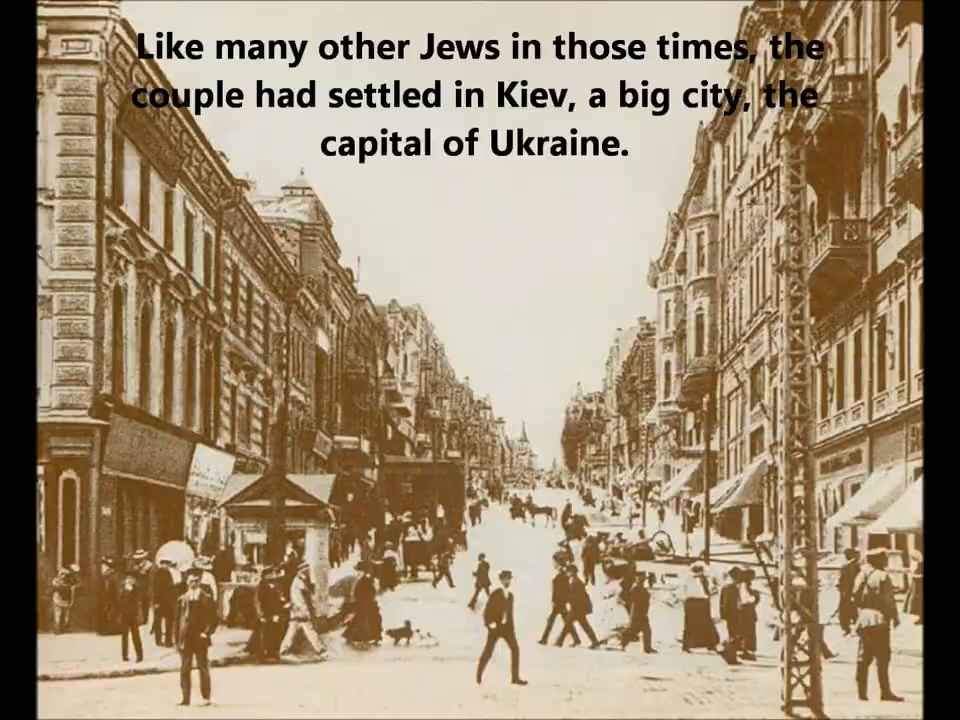 Like many other Jews in those times, the
couple had settled in Kiev, a big city, the
capital of Ukraine.